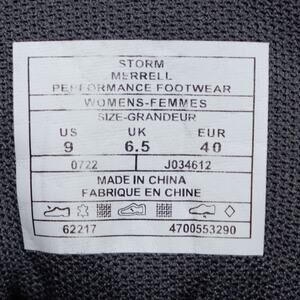 STORM
MERRELL
PERFORMANCE FOOTWEAR
WOMENS-FEMMES
SIZE-GRANDEUR
US UK EUR
9 6.5 40
0722 J034612
MADE IN CHINA
FABRIQUE EN CHINE
62217 4700553290